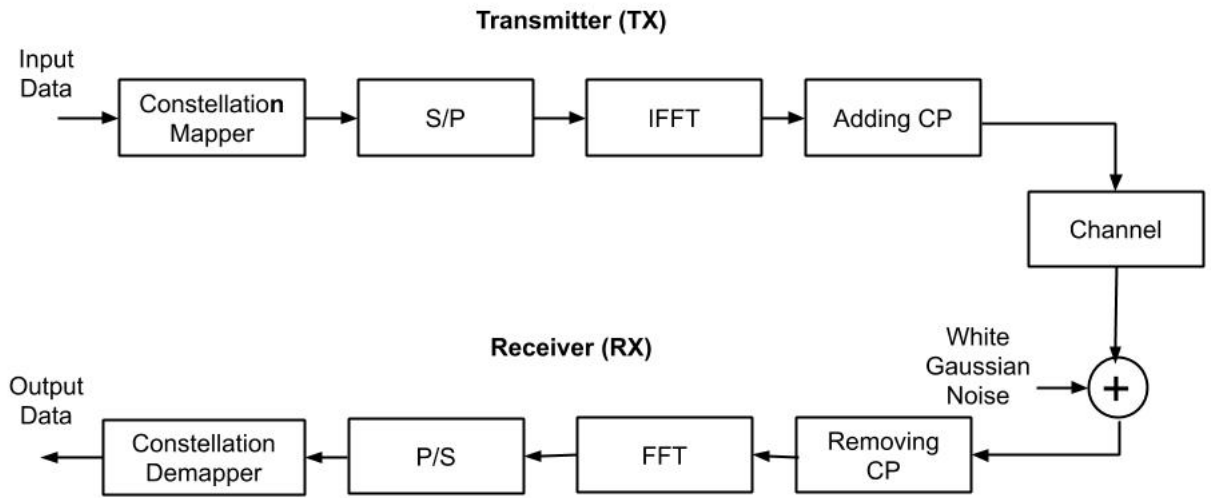 Transmitter (TX)
Input
Data
Constellation
Mapper
S/P
IFFT
Adding CP
Channel
White
Gaussian
Noise
+
Receiver (RX)
Output
Data
Constellation
Demapper
P/S
FFT
Removing
CP